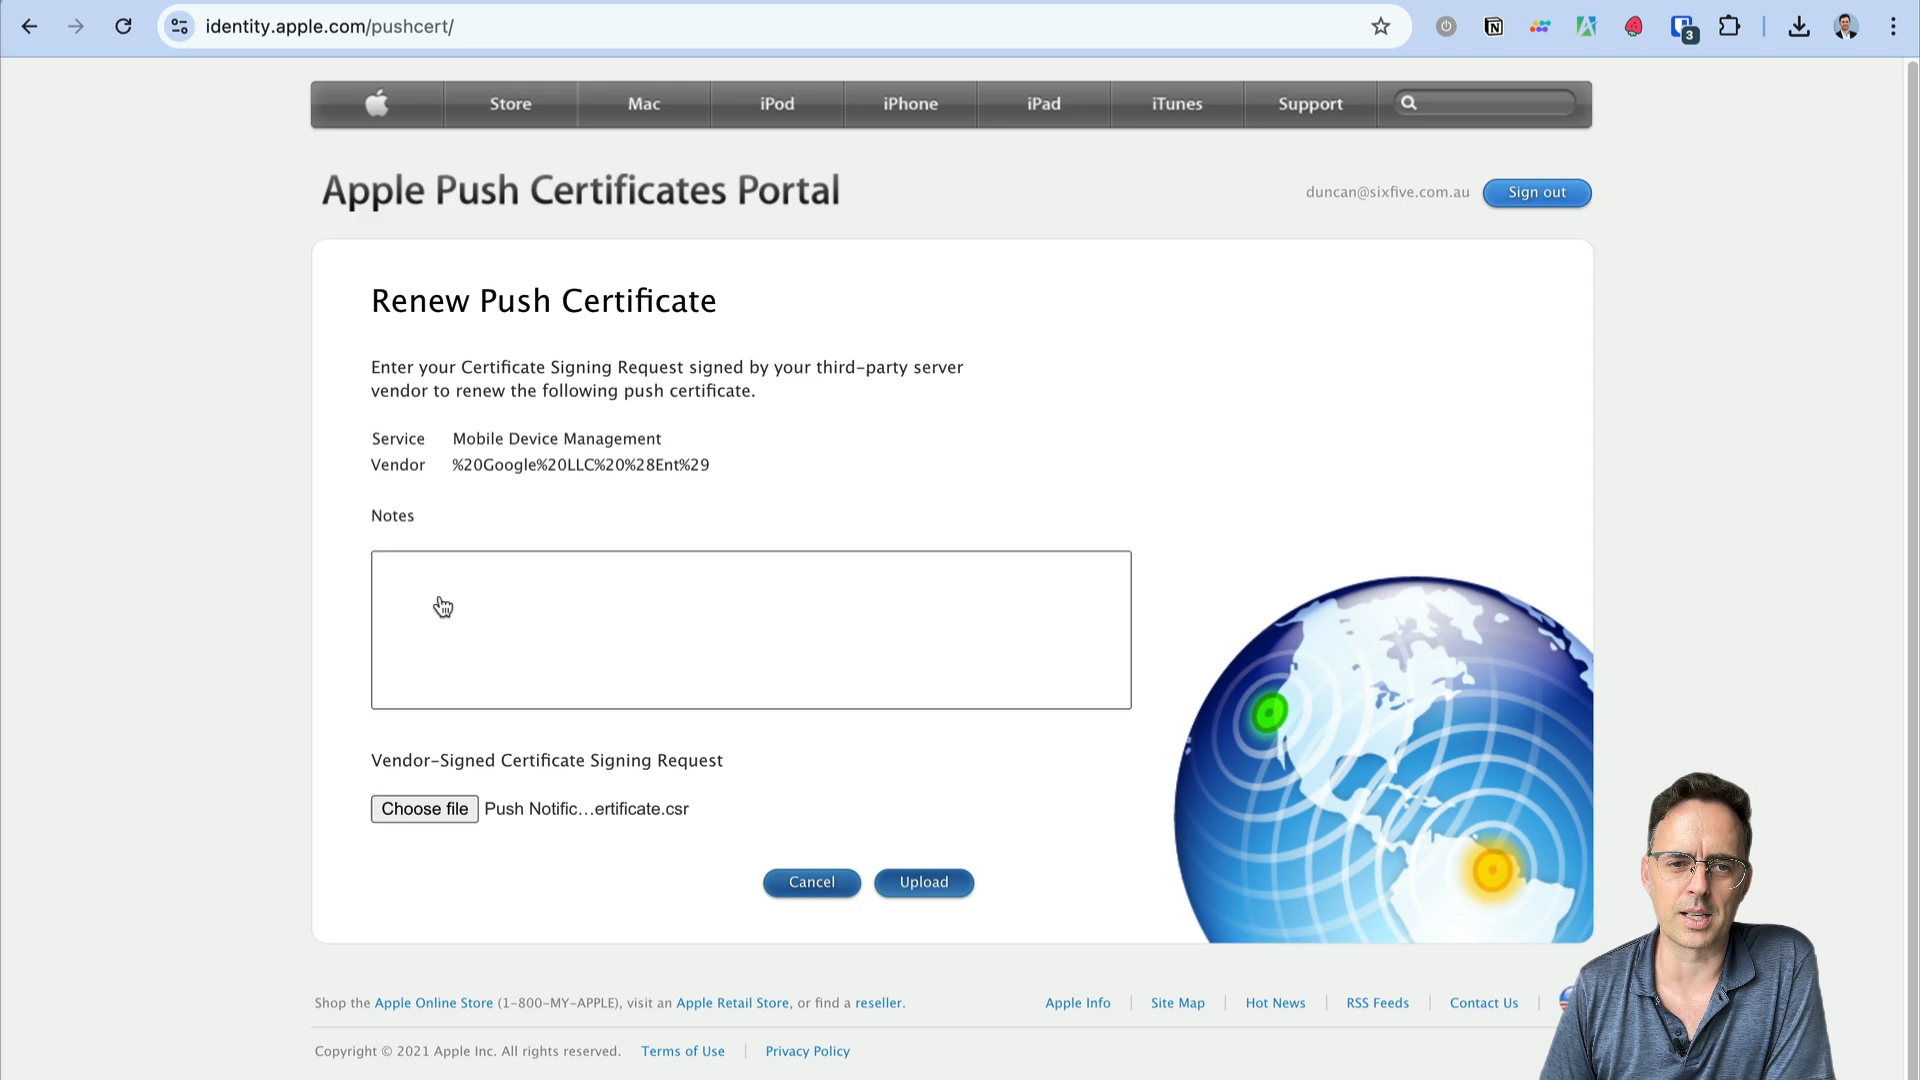 identity.apple.com/pushcert/
3
Store
Mac
iPod
iPhone
iPad
iTunes
Support
Apple Push Certificates Portal
duncan@sixfive.com.au
Sign out
Renew Push Certificate
Enter your Certificate Signing Request signed by your third-party server
vendor to renew the following push certificate.
Service Mobile Device Management
Vendor %20Google%20LLC%20%28Ent%29
Notes
Vendor-Signed Certificate Signing Request
Choose file Push Notific...ertificate.csr
Cancel
Upload
Shop the Apple Online Store (1-800-MY-APPLE), visit an Apple Retail Store, or find a reseller.
Apple Info
Site Map
Hot News
RSS Feeds
Contact Us
Copyright © 2021 Apple Inc. All rights reserved.
Terms of Use
Privacy Policy